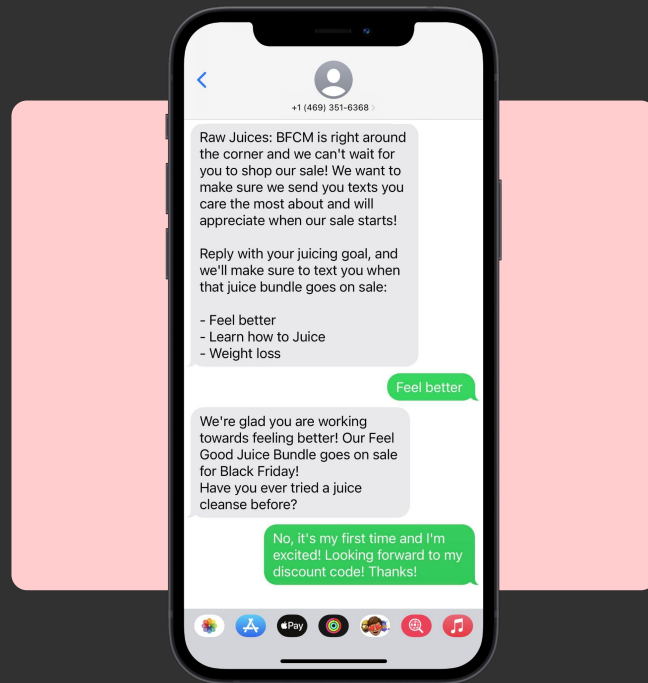 +1 (469) 351-6368
Raw Juices: BFCM is right around
the corner and we can't wait for
you to shop our sale! We want to
make sure we send you texts you
care the most about and will
appreciate when our sale starts!
Reply with your juicing goal, and
we'll make sure to text you when
that juice bundle goes on sale:
- Feel better
- Learn how to Juice
- Weight loss
Feel better
We're glad you are working
towards feeling better! Our Feel
Good Juice Bundle goes on sale
for Black Friday!
Have you ever tried a juice
cleanse before?
No, it's my first time and I'm
excited! Looking forward to my
discount code! Thanks!
Pay